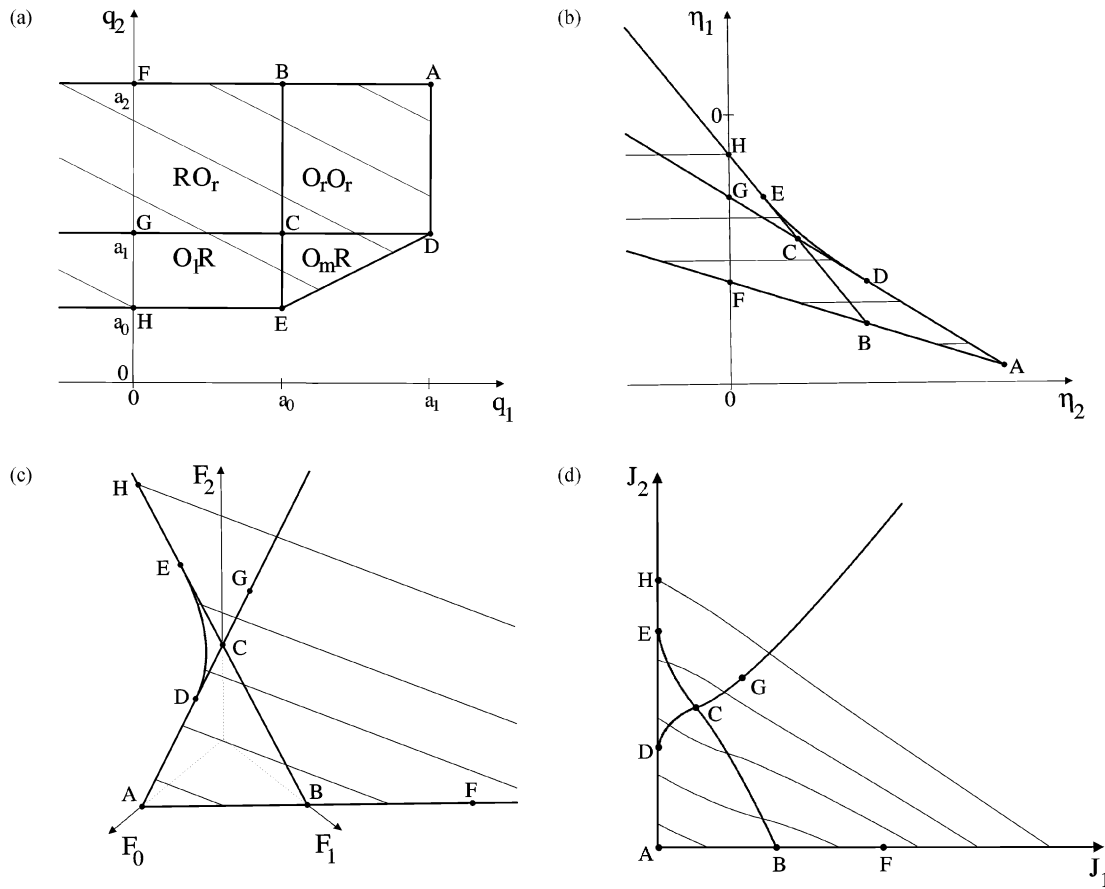 (a)
q₂
F
B
A
a₂
ROᵣ
OᵣOᵣ
G
C
a₁
D
OₗR
OₘR
a₀
H
E
0
0
a₀
a₁
q₁
(b)
η₁
0
H
G
E
C
D
F
B
A
0
η₂
(c)
F₂
H
E
G
C
D
A
B
F
F₀
F₁
(d)
J₂
H
E
G
C
D
A
B
F
J₁